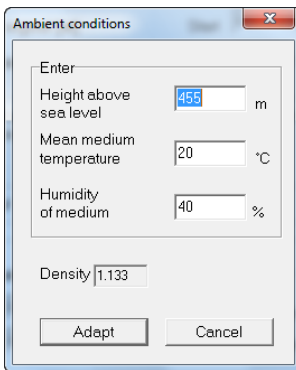 Ambient conditions
Enter
Height above
sea level
455 m
Mean medium
temperature
20 °C
Humidity
of medium
40 %
Density 1.133
Adapt Cancel